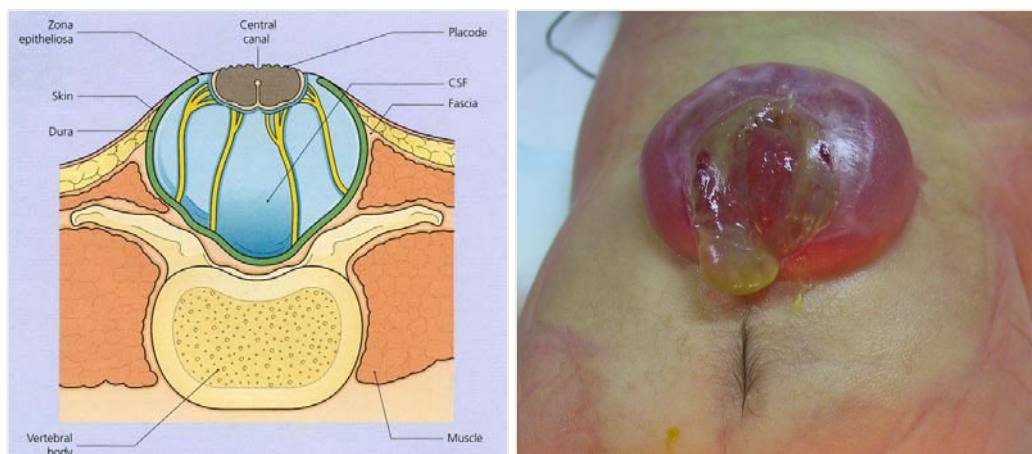 Zona
epitheliosa
Central
canal
Placode
Skin
CSF
Fascia
Dura
Vertebral
body
Muscle